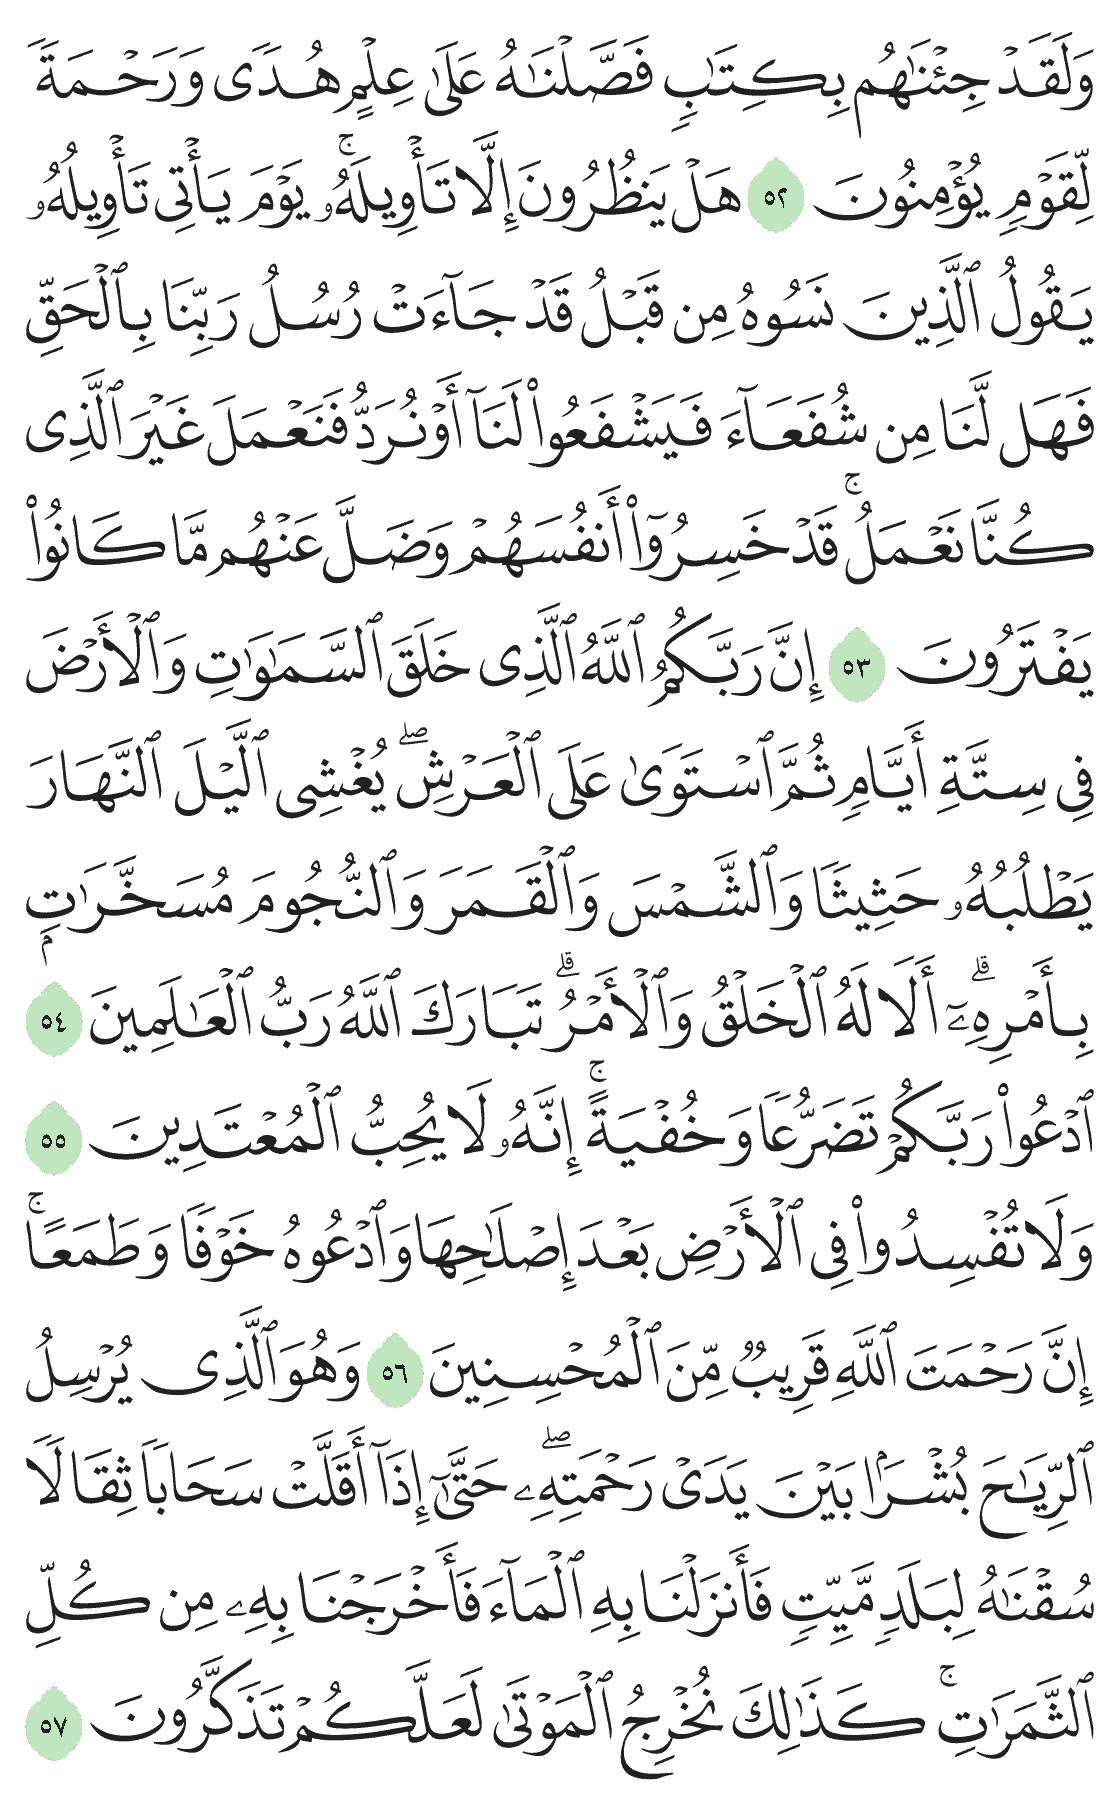 وَلَقَدۡ جِئۡنَٰهُم بِكِتَٰبٖ فَصَّلۡنَٰهُ عَلَىٰ عِلۡمٍ هُدٗى وَرَحۡمَةٗ
لِّقَوۡمٖ يُؤۡمِنُونَ ٥٢ هَلۡ يَنظُرُونَ إِلَّا تَأۡوِيلَهُۥۚ يَوۡمَ يَأۡتِي تَأۡوِيلُهُۥ
يَقُولُ ٱلَّذِينَ نَسُوهُ مِن قَبۡلُ قَدۡ جَآءَتۡ رُسُلُ رَبِّنَا بِٱلۡحَقِّ
فَهَل لَّنَا مِن شُفَعَآءَ فَيَشۡفَعُواْ لَنَآ أَوۡ نُرَدُّ فَنَعۡمَلَ غَيۡرَ ٱلَّذِي
كُنَّا نَعۡمَلُۚ قَدۡ خَسِرُوٓاْ أَنفُسَهُمۡ وَضَلَّ عَنۡهُم مَّا كَانُواْ
يَفۡتَرُونَ ٥٣ إِنَّ رَبَّكُمُ ٱللَّهُ ٱلَّذِي خَلَقَ ٱلسَّمَٰوَٰتِ وَٱلۡأَرۡضَ
فِي سِتَّةِ أَيَّامٖ ثُمَّ ٱسۡتَوَىٰ عَلَى ٱلۡعَرۡشِۖ يُغۡشِي ٱلَّيۡلَ ٱلنَّهَارَ
يَطۡلُبُهُۥ حَثِيثٗا وَٱلشَّمۡسَ وَٱلۡقَمَرَ وَٱلنُّجُومَ مُسَخَّرَٰتِۭ
بِأَمۡرِهِۦٓۗ أَلَا لَهُ ٱلۡخَلۡقُ وَٱلۡأَمۡرُۗ تَبَارَكَ ٱللَّهُ رَبُّ ٱلۡعَٰلَمِينَ ٥٤
ٱدۡعُواْ رَبَّكُمۡ تَضَرُّعٗا وَخُفۡيَةًۚ إِنَّهُۥ لَا يُحِبُّ ٱلۡمُعۡتَدِينَ ٥٥
وَلَا تُفۡسِدُواْ فِي ٱلۡأَرۡضِ بَعۡدَ إِصۡلَٰحِهَا وَٱدۡعُوهُ خَوۡفٗا وَطَمَعًاۚ
إِنَّ رَحۡمَتَ ٱللَّهِ قَرِيبٞ مِّنَ ٱلۡمُحۡسِنِينَ ٥٦ وَهُوَ ٱلَّذِي يُرۡسِلُ
ٱلرِّيَٰحَ بُشۡرَۢا بَيۡنَ يَدَيۡ رَحۡمَتِهِۦۖ حَتَّىٰٓ إِذَآ أَقَلَّتۡ سَحَابٗا ثِقَالٗا
سُقۡنَٰهُ لِبَلَدٖ مَّيِّتٖ فَأَنزَلۡنَا بِهِ ٱلۡمَآءَ فَأَخۡرَجۡنَا بِهِۦ مِن كُلِّ
ٱلثَّمَرَٰتِۚ كَذَٰلِكَ نُخۡرِجُ ٱلۡمَوۡتَىٰ لَعَلَّكُمۡ تَذَكَّرُونَ ٥٧